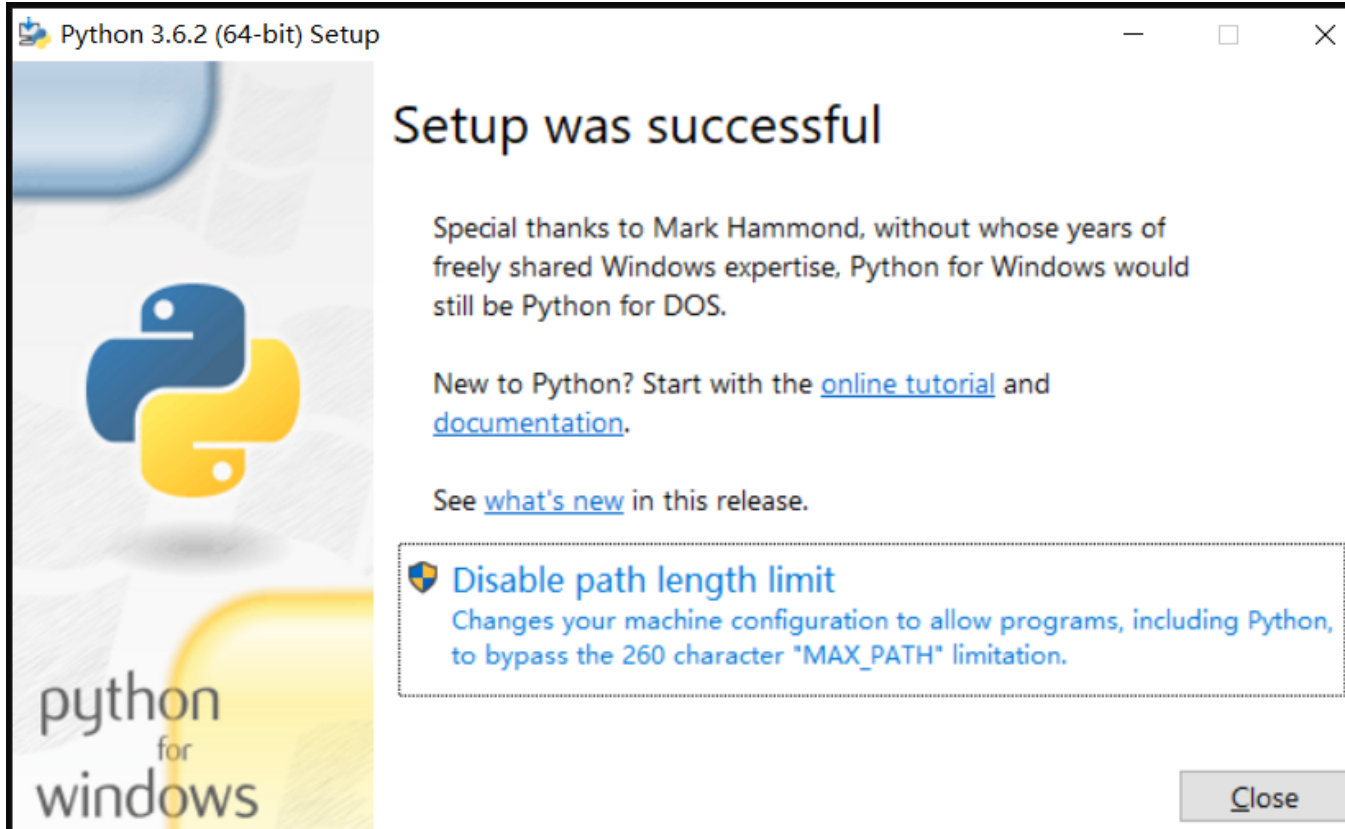 Python 3.6.2 (64-bit) Setup
Setup was successful
Special thanks to Mark Hammond, without whose years of
freely shared Windows expertise, Python for Windows would
still be Python for DOS.
New to Python? Start with the online tutorial and
documentation.
See what's new in this release.
Disable path length limit
Changes your machine configuration to allow programs, including Python,
to bypass the 260 character "MAX_PATH" limitation.
python
for
windows
Close